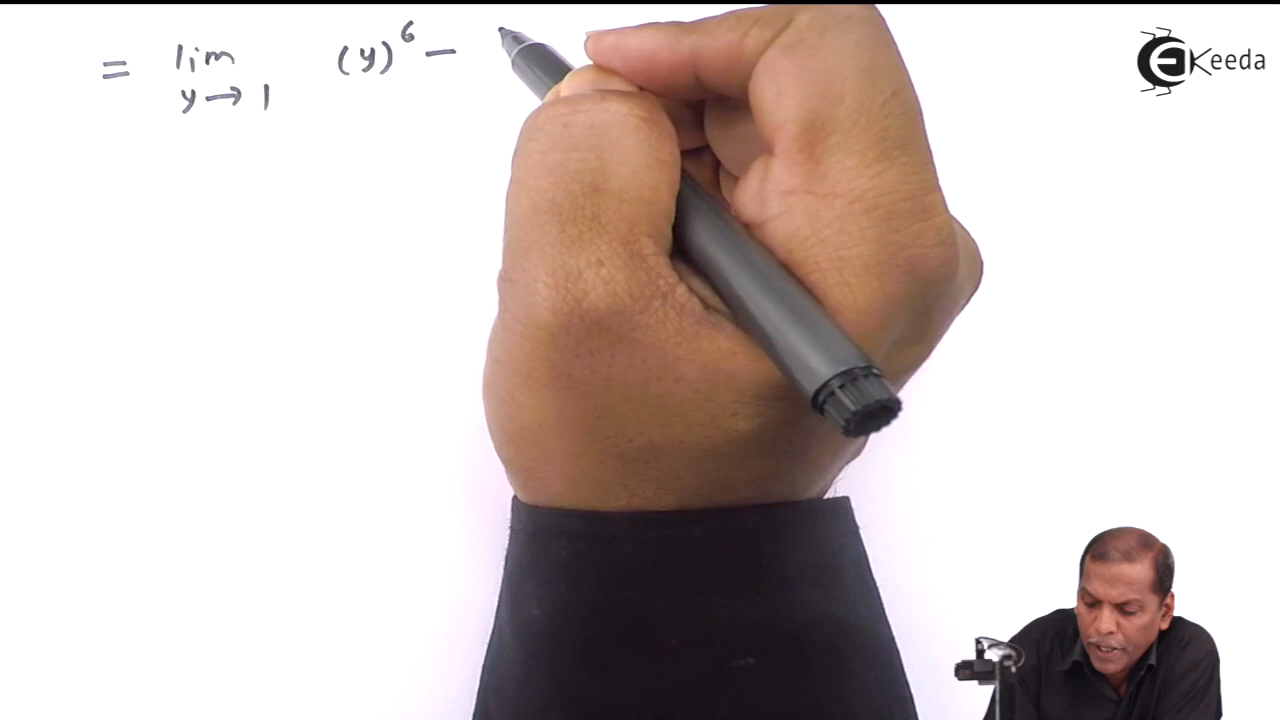 = lim (y)^6 −
y → 1
EKeeda